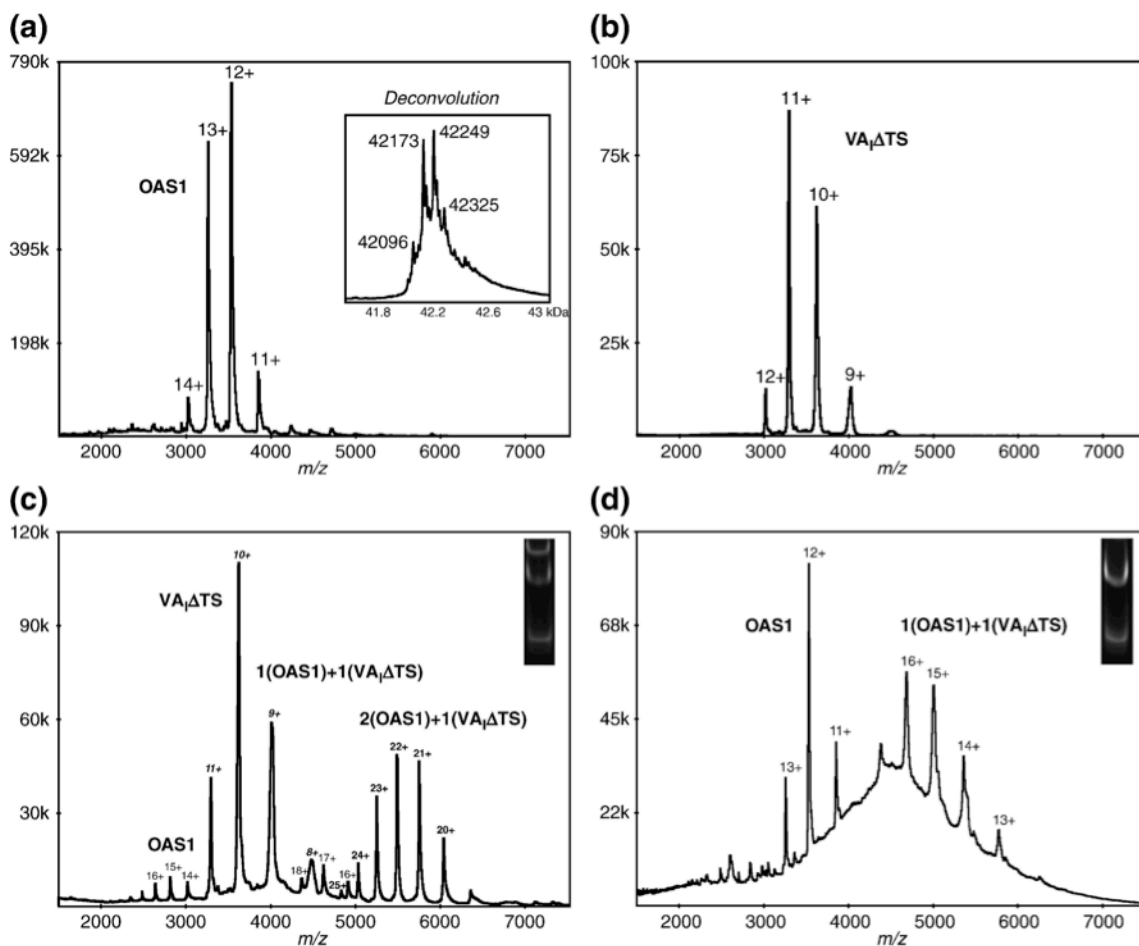 (a)
790k
592k
395k
198k
OAS1
14+
13+
12+
11+
Deconvolution
42173
42249
42325
42096
41.8 42.2 42.6 43 kDa
2000 3000 4000 5000 6000 7000
m/z
(b)
100k
75k
50k
25k
VAIΔTS
12+
11+
10+
9+
2000 3000 4000 5000 6000 7000
m/z
(c)
120k
90k
60k
30k
VAIΔTS
1(OAS1)+1(VAIΔTS)
2(OAS1)+1(VAIΔTS)
OAS1
16+
15+
14+
11+
10+
9+
18+
8+
17+
25+
16+
24+
23+
22+
21+
20+
2000 3000 4000 5000 6000 7000
m/z
(d)
90k
68k
45k
22k
OAS1
1(OAS1)+1(VAIΔTS)
13+
12+
11+
16+
15+
14+
13+
2000 3000 4000 5000 6000 7000
m/z